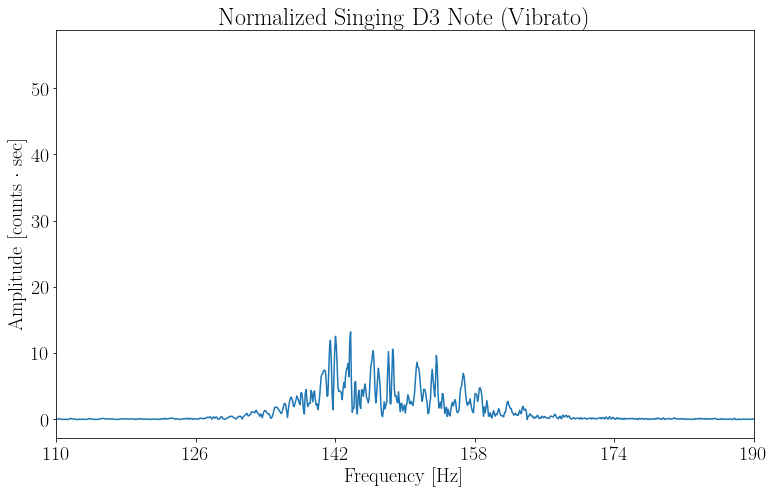 Normalized Singing D3 Note (Vibrato)
Amplitude [counts · sec]
50
40
30
20
10
0
110 126 142 158 174 190
Frequency [Hz]